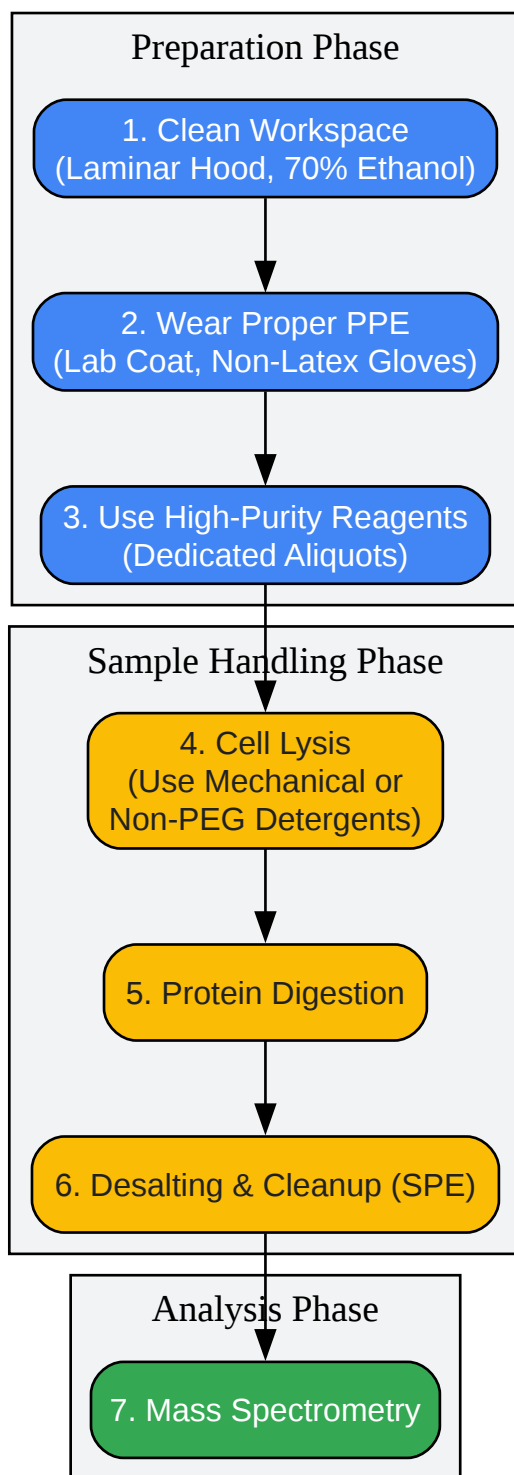 Preparation Phase
1. Clean Workspace
(Laminar Hood, 70% Ethanol)
2. Wear Proper PPE
(Lab Coat, Non-Latex Gloves)
3. Use High-Purity Reagents
(Dedicated Aliquots)
Sample Handling Phase
4. Cell Lysis
(Use Mechanical or
Non-PEG Detergents)
5. Protein Digestion
6. Desalting & Cleanup (SPE)
Analysis Phase
7. Mass Spectrometry